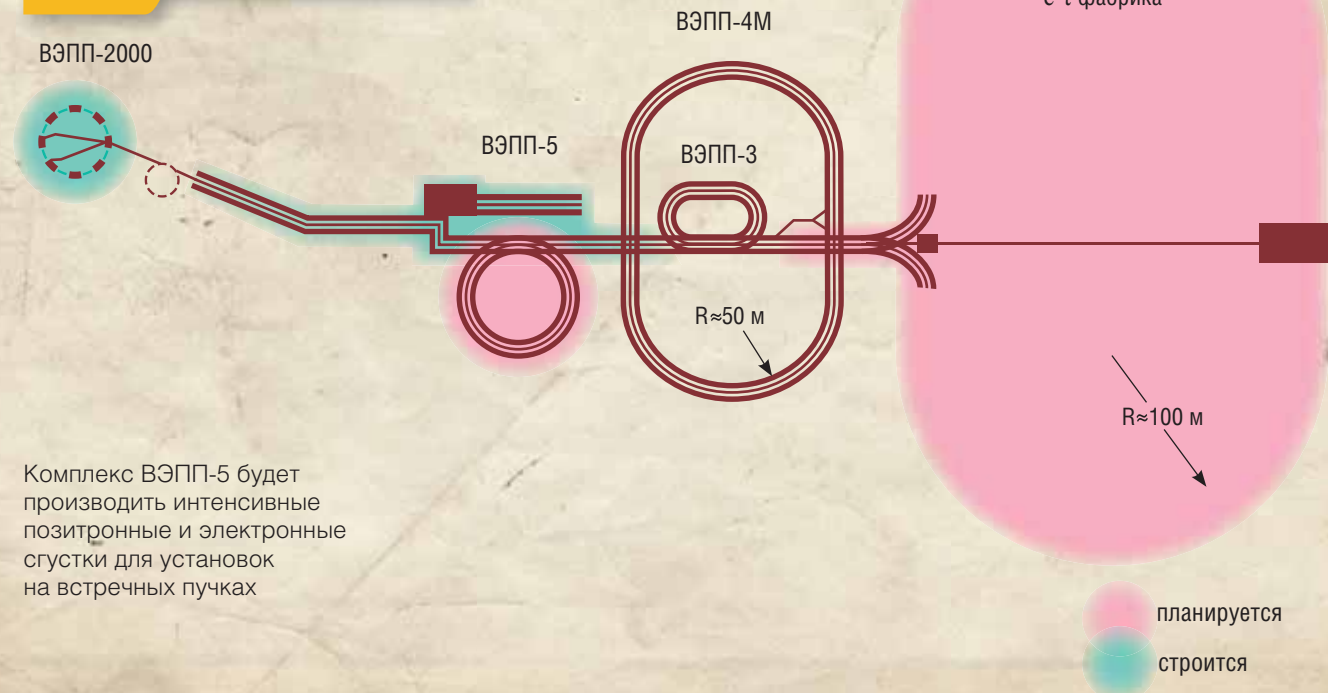 c-τ фабрика
ВЭПП-4М
ВЭПП-2000
ВЭПП-5
ВЭПП-3
R≈50 м
R≈100 м
Комплекс ВЭПП-5 будет
производить интенсивные
позитронные и электронные
сгустки для установок
на встречных пучках
планируется
строится